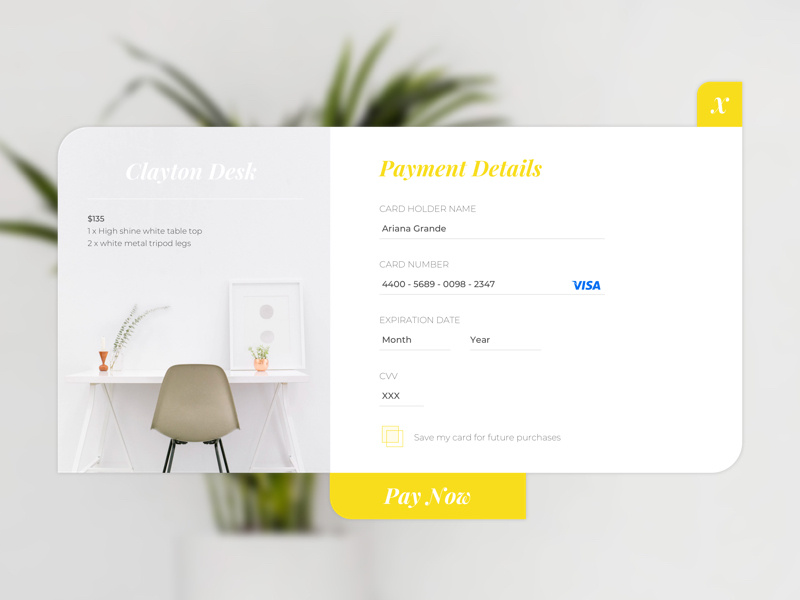 x
Clayton Desk
$135
1 x High shine white table top
2 x white metal tripod legs
Payment Details
CARD HOLDER NAME
Ariana Grande
CARD NUMBER
4400 - 5689 - 0098 - 2347 VISA
EXPIRATION DATE
Month Year
CVV
XXX
Save my card for future purchases
Pay Now